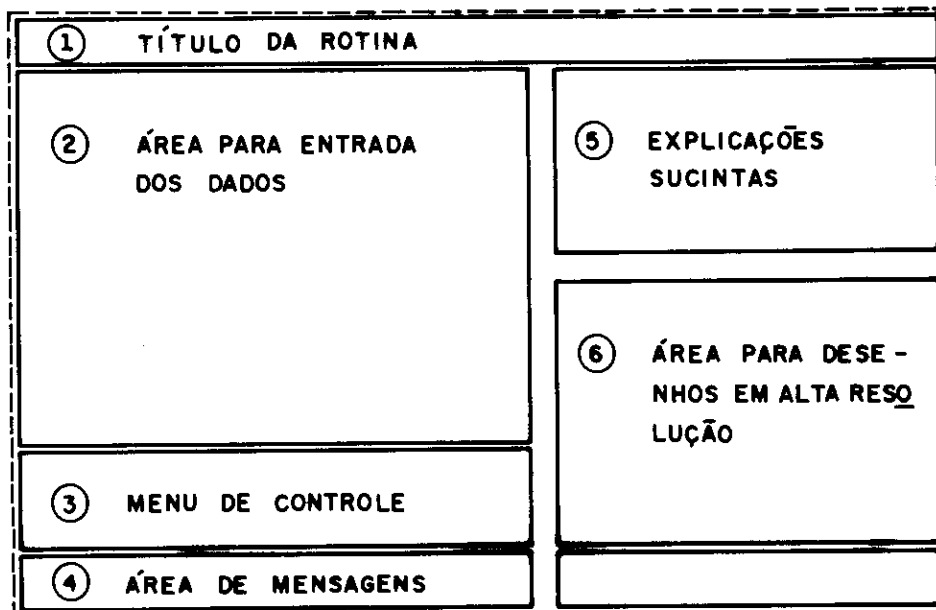 1 TÍTULO DA ROTINA
2 ÁREA PARA ENTRADA
DOS DADOS
3 MENU DE CONTROLE
4 ÁREA DE MENSAGENS
5 EXPLICAÇÕES
SUCINTAS
6 ÁREA PARA DESE-
NHOS EM ALTA RESO
LUÇÃO